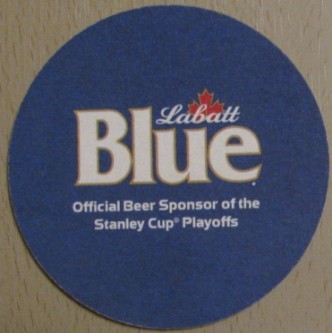 Labatt
Blue.
Official Beer Sponsor of the
Stanley Cup® Playoffs